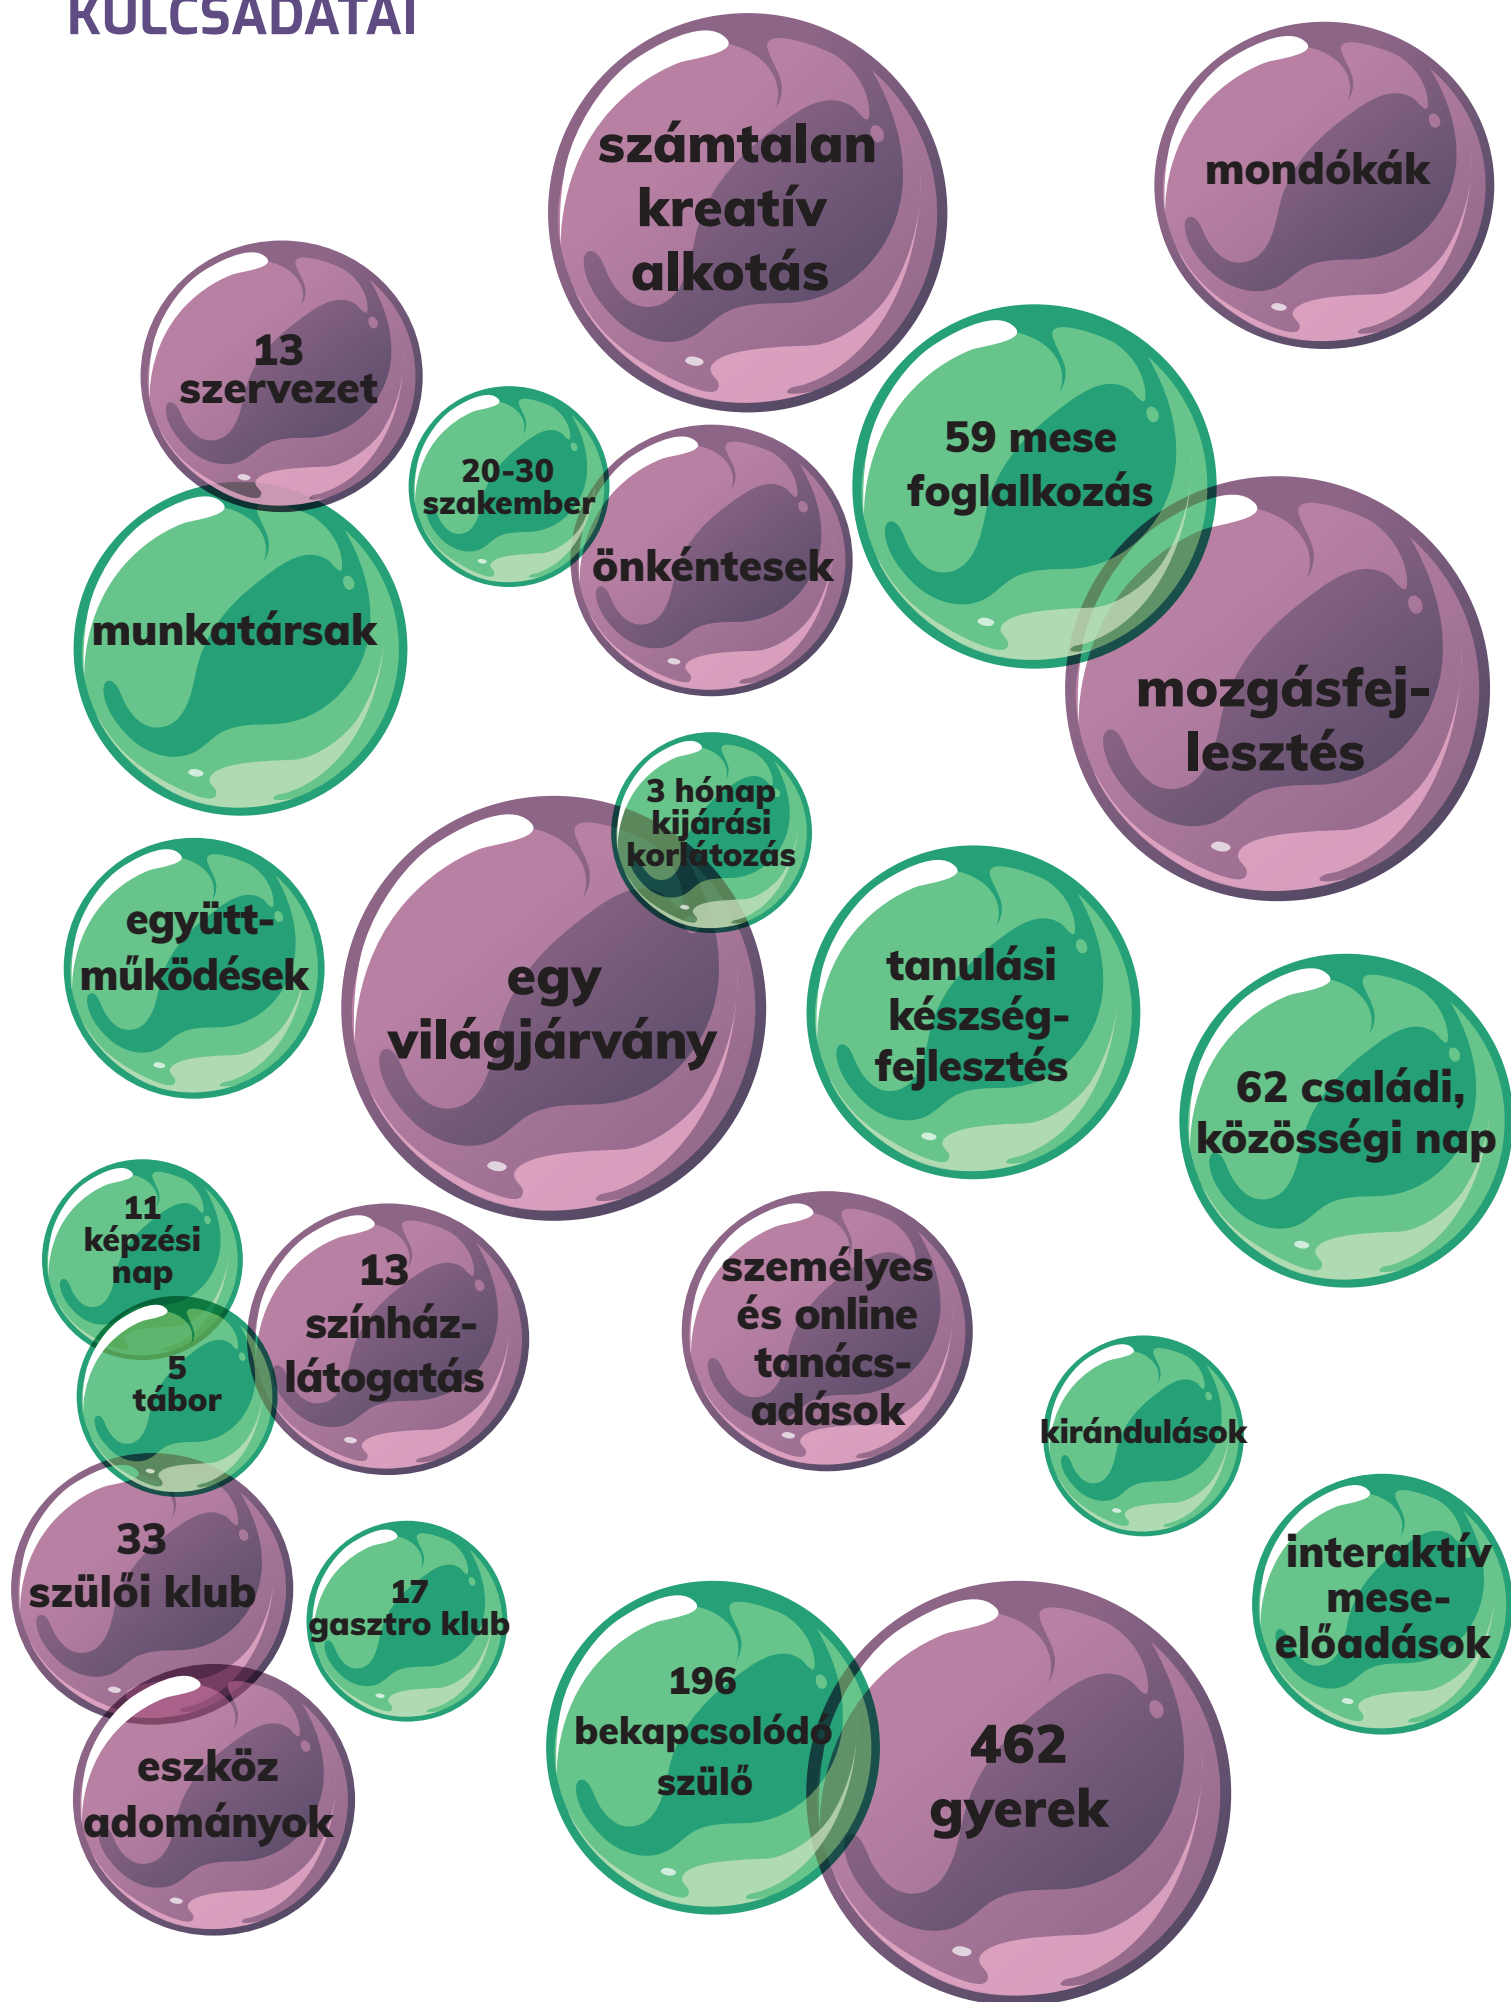 KULCSADATAI
számtalan
kreatív
alkotás
mondókák
13
szervezet
20-30
szakember
59 mese
foglalkozás
önkéntesek
munkatársak
mozgásfej-
lesztés
3 hónap
kijárási
korlátozás
együtt-
működések
egy
világjárvány
tanulási
készség-
fejlesztés
62 családi,
közösségi nap
11
képzési
nap
13
színház-
látogatás
személyes
és online
tanács-
adások
5
tábor
kirándulások
33
szülői klub
17
gasztro klub
interaktív
mese-
előadások
196
bekapcsolódó
szülő
462
gyerek
eszköz
adományok